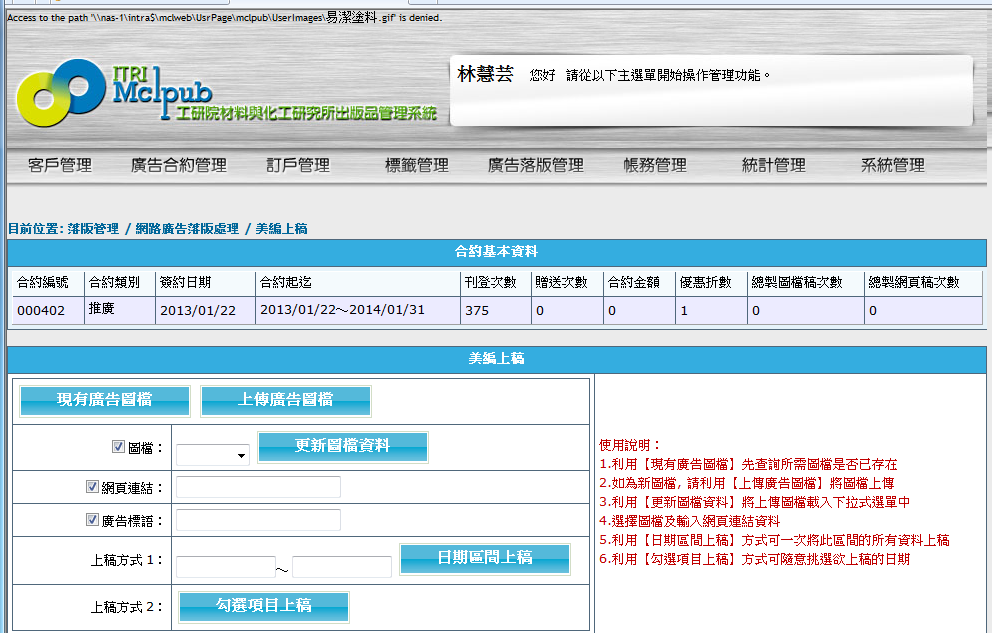 Access to the path '\\nas-1\intra$\mclweb\UsrPage\mclpub\UserImages\易潔塗料.gif' is denied.
ITRI
Mclpub
工研院材料與化工研究所出版品管理系統
林慧芸 您好 請從以下主選單開始操作管理功能。
客戶管理 廣告合約管理 訂戶管理 標籤管理 廣告落版管理 帳務管理 統計管理 系統管理
目前位置: 落版管理 / 網路廣告落版處理 / 美編上稿
合約基本資料
合約編號 合約類別 簽約日期 合約起迄 刊登次數 贈送次數 合約金額 優惠折數 總製圖檔稿次數 總製網頁稿次數
000402 推廣 2013/01/22 2013/01/22～2014/01/31 375 0 0 1 0 0
美編上稿
現有廣告圖檔 上傳廣告圖檔
圖檔： 更新圖檔資料
網頁連結：
廣告標語：
上稿方式 1： ～ 日期區間上稿
上稿方式 2： 勾選項目上稿
使用說明：
1.利用【現有廣告圖檔】先查詢所需圖檔是否已存在
2.如為新圖檔, 請利用【上傳廣告圖檔】將圖檔上傳
3.利用【更新圖檔資料】將上傳圖檔載入下拉式選單中
4.選擇圖檔及輸入網頁連結資料
5.利用【日期區間上稿】方式可一次將此區間的所有資料上稿
6.利用【勾選項目上稿】方式可隨意挑選欲上稿的日期